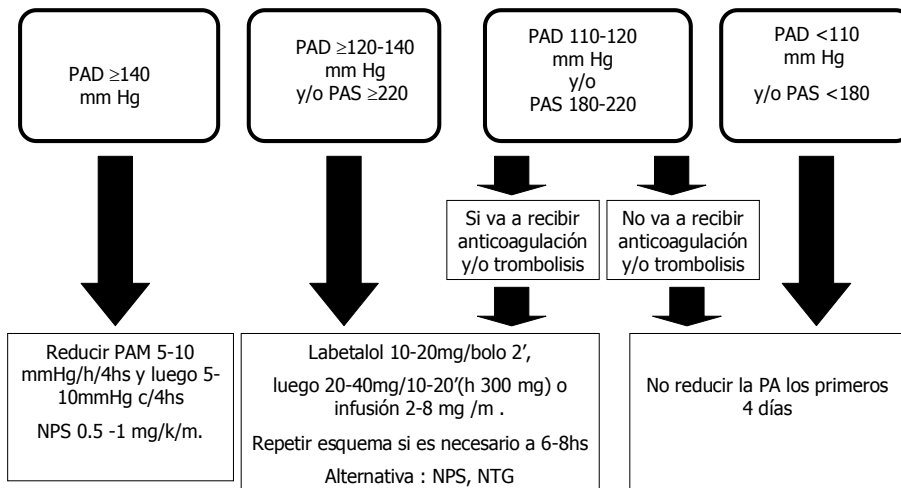 PAD ≥140
mm Hg
PAD ≥120-140
mm Hg
y/o PAS ≥220
PAD 110-120
mm Hg
y/o
PAS 180-220
PAD <110
mm Hg
y/o PAS <180
Si va a recibir
anticoagulación
y/o trombolisis
No va a recibir
anticoagulación
y/o trombolisis
Reducir PAM 5-10
mmHg/h/4hs y luego 5-
10mmHg c/4hs
NPS 0.5 -1 mg/k/m.
Labetalol 10-20mg/bolo 2’,
luego 20-40mg/10-20’(h 300 mg) o
infusión 2-8 mg /m .
Repetir esquema si es necesario a 6-8hs
Alternativa : NPS, NTG
No reducir la PA los primeros
4 días